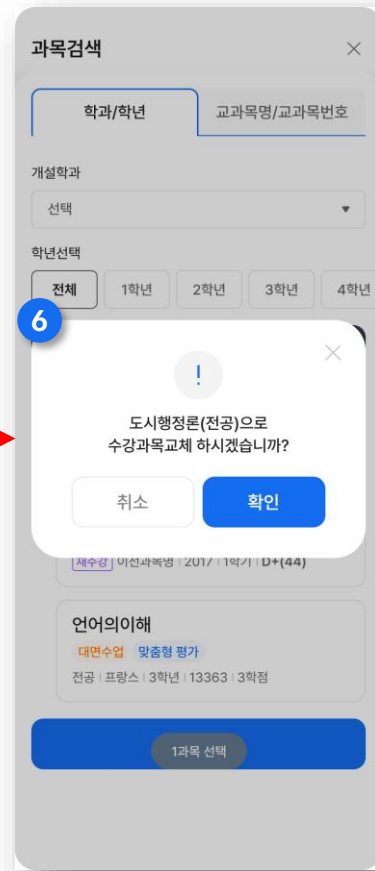 과목검색
학과/학년
교과목명/교과목번호
개설학과
선택
학년선택
전체 1학년 2학년 3학년 4학년
6
!
도시행정론(전공)으로
수강과목교체 하시겠습니까?
취소
확인
재수강 이전과목명 2017 1학기 D+(44)
언어의이해
대면수업 맞춤형 평가
전공 프랑스 3학년 13363 3학점
1과목 선택